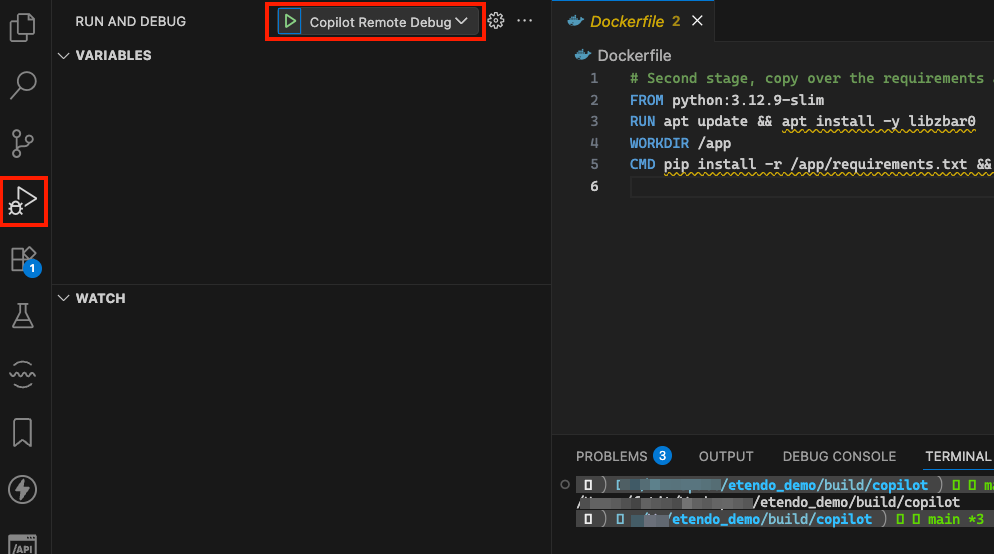 RUN AND DEBUG
Copilot Remote Debug
VARIABLES
WATCH
1
/API
Dockerfile 2
Dockerfile
1 # Second stage, copy over the requirements
2 FROM python:3.12.9-slim
3 RUN apt update && apt install -y libzbar0
4 WORKDIR /app
5 CMD pip install -r /app/requirements.txt &&
6
PROBLEMS 3 OUTPUT DEBUG CONSOLE TERMINAL
) /etendo_demo/build/copilot )
/etendo_demo/build/copilot
) /etendo_demo/build/copilot ) main *3